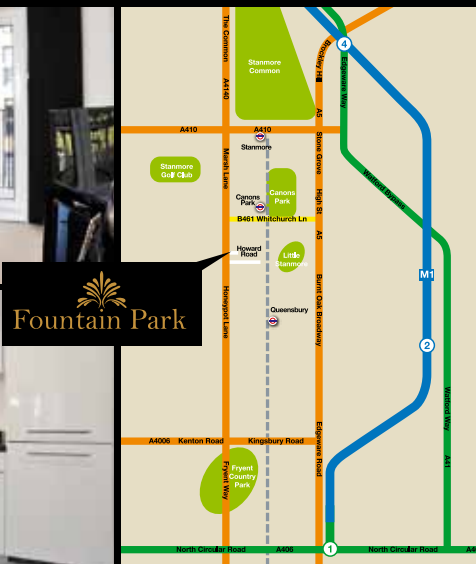 The Common
A4140
Brockley Hill
4
Edgeware Way
Stanmore
Common
A5
A410
A410
Stanmore
Stone Grove
Marsh Lane
Stanmore
Golf Club
Watford Bypass
Canons
Park
Canons
Park
High St
B461 Whitchurch Ln
A5
Howard
Road
Little
Stanmore
M1
Fountain Park
Honeypot Lane
Burnt Oak Broadway
Queensbury
2
Watford Way
A41
Edgeware Road
A4006 Kenton Road
Kingsbury Road
Fryent Way
Fryent
Country
Park
North Circular Road
A406
1
North Circular Road